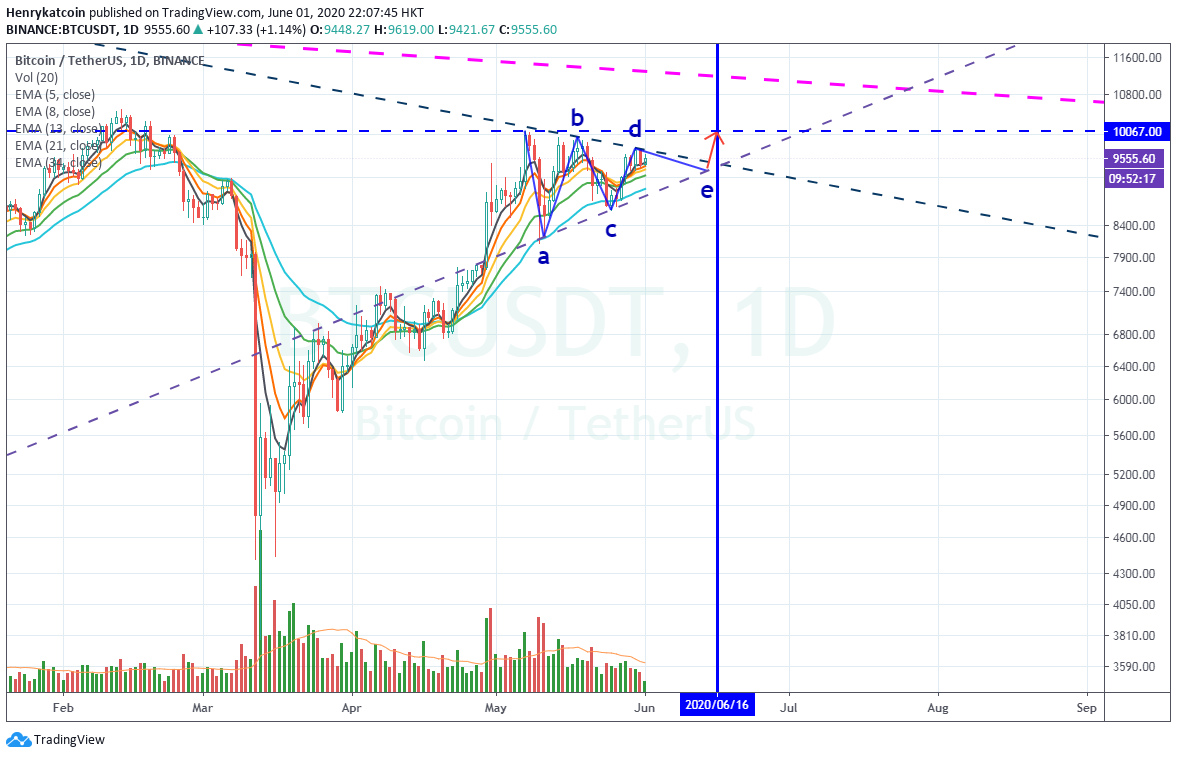 Henrykatcoin published on TradingView.com, June 01, 2020 22:07:45 HKT
BINANCE:BTCUSDT, 1D 9555.60 ▲ +107.33 (+1.14%) O:9448.27 H:9619.00 L:9421.67 C:9555.60
Bitcoin / TetherUS, 1D, BINANCE
Vol (20)
EMA (5, close)
EMA (8, close)
EMA (13, close)
EMA (21, close)
EMA (34, close)
BTCUSDT, 1D
Bitcoin / TetherUS
a
b
c
d
e
11600.00
10800.00
10067.00
9555.60
09:52:17
8400.00
7900.00
7400.00
6800.00
6400.00
6000.00
5600.00
5200.00
4900.00
4600.00
4300.00
4050.00
3810.00
3590.00
Feb Mar Apr May Jun 2020/06/16 Jul Aug Sep
TradingView